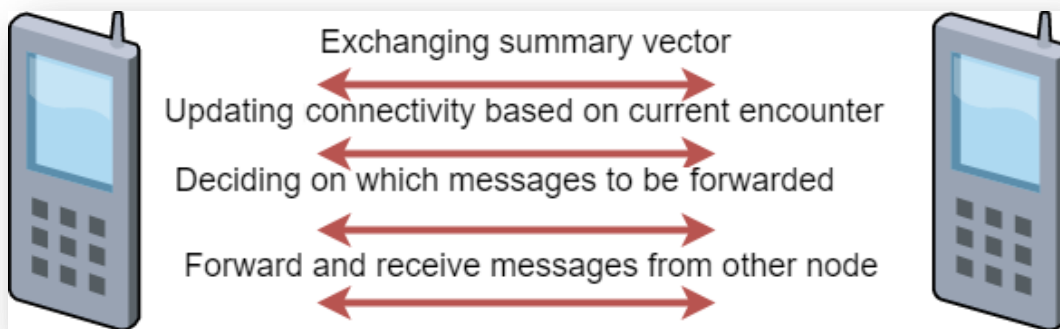 Exchanging summary vector
Updating connectivity based on current encounter
Deciding on which messages to be forwarded
Forward and receive messages from other node